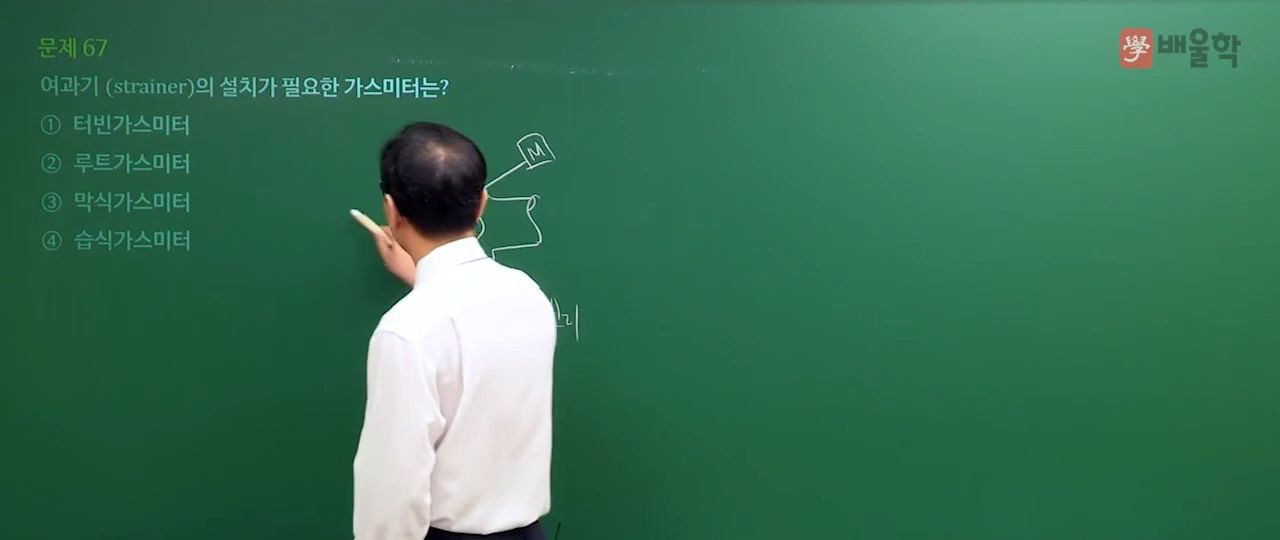 문제 67
學 배울학
여과기 (strainer)의 설치가 필요한 가스미터는?
① 터빈가스미터
② 루트가스미터
③ 막식가스미터
④ 습식가스미터
M